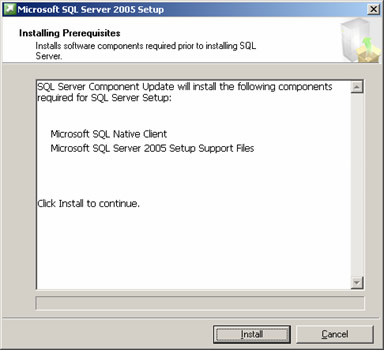 Microsoft SQL Server 2005 Setup
Installing Prerequisites
Installs software components required prior to installing SQL
Server.
SQL Server Component Update will install the following components
required for SQL Server Setup:
Microsoft SQL Native Client
Microsoft SQL Server 2005 Setup Support Files
Click Install to continue.
Install
Cancel